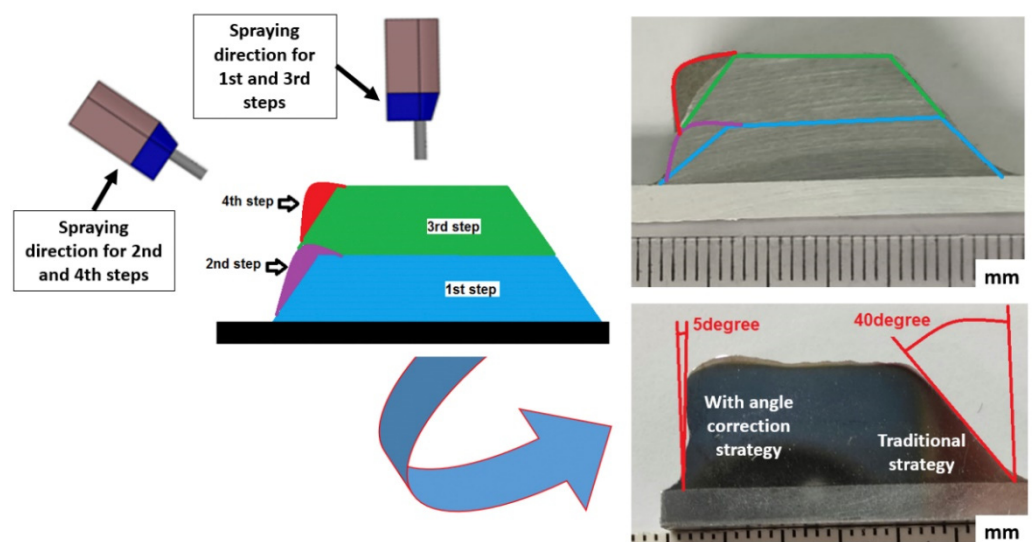 Spraying
direction for
1st and 3rd
steps
Spraying
direction for 2nd
and 4th steps
4th step
3rd step
2nd step
1st step
mm
5degree
40degree
With angle
correction
strategy
Traditional
strategy
mm